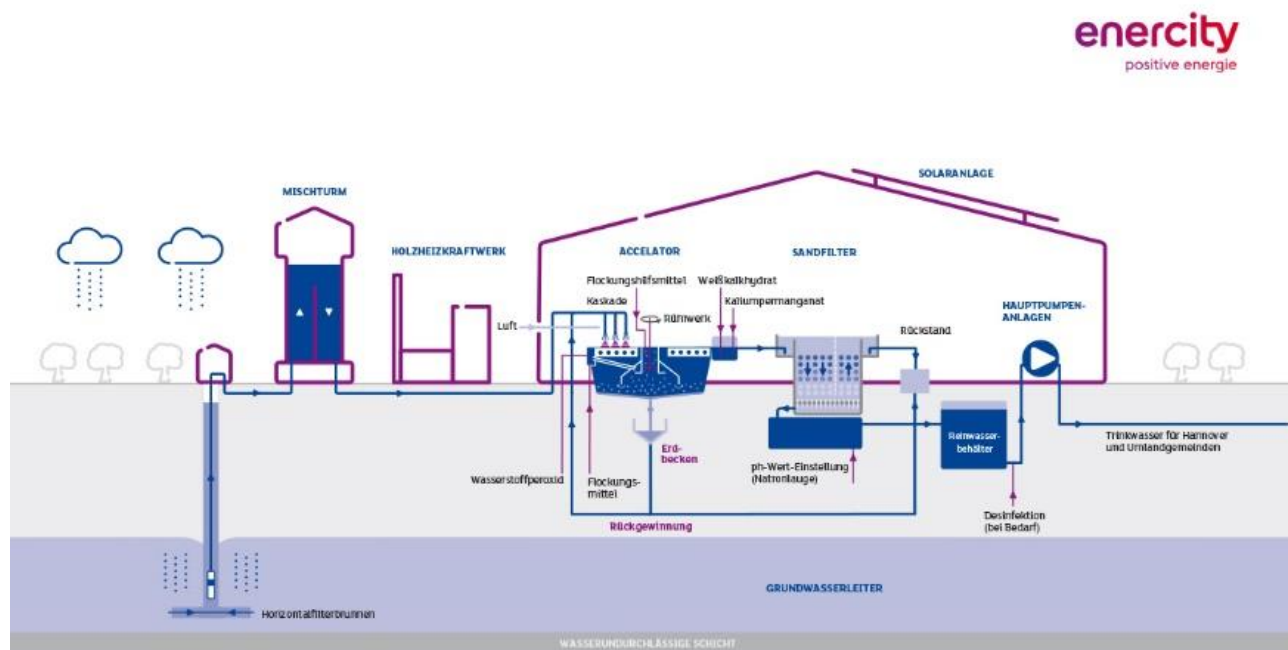 enercity
positive energie
SOLARANLAGE
MISCHTURM
HOLZHEIZKRAFTWERK
ACCELATOR
SANDFILTER
Flockungshilfsmittel
Weißkalkhydrat
Kaskade
Kaliumpermanganat
HAUPTPUMPEN-
ANLAGEN
Luft
Rührwerk
Rückstand
Erd-
becken
Reinwasser-
behälter
Trinkwasser für Hannover
und Umlandgemeinden
Wasserstoffperoxid
Flockungs-
mittel
ph-Wert-Einstellung
(Natronlauge)
Rückgewinnung
Desinfektion
(bei Bedarf)
GRUNDWASSERLEITER
Horizontalfilterbrunnen
WASSERUNDURCHLÄSSIGE SCHICHT